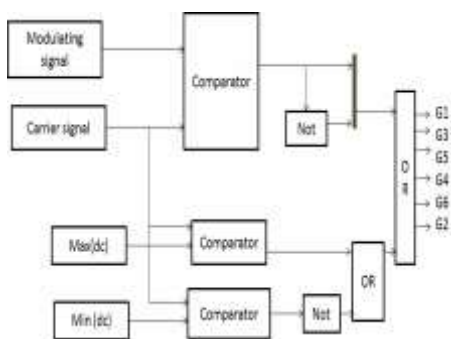 Modulating
signal
Comparator
G1
Carrier signal
Not
G3
G5
O
G4
G6
G2
Max(dc)
Comparator
OR
Min (dc)
Comparator
Not